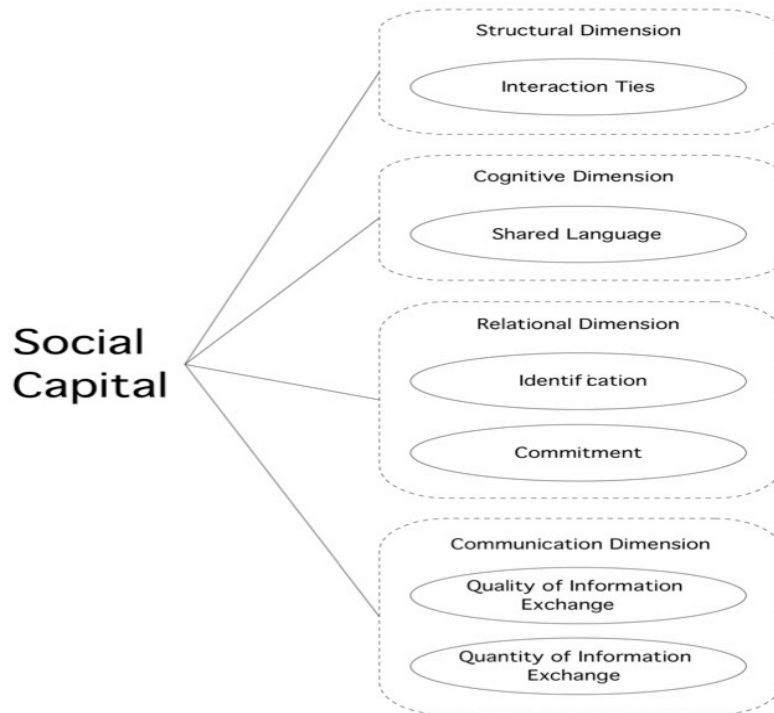 Structural Dimension
Interaction Ties
Cognitive Dimension
Shared Language
Social
Capital
Relational Dimension
Identification
Commitment
Communication Dimension
Quality of Information
Exchange
Quantity of Information
Exchange